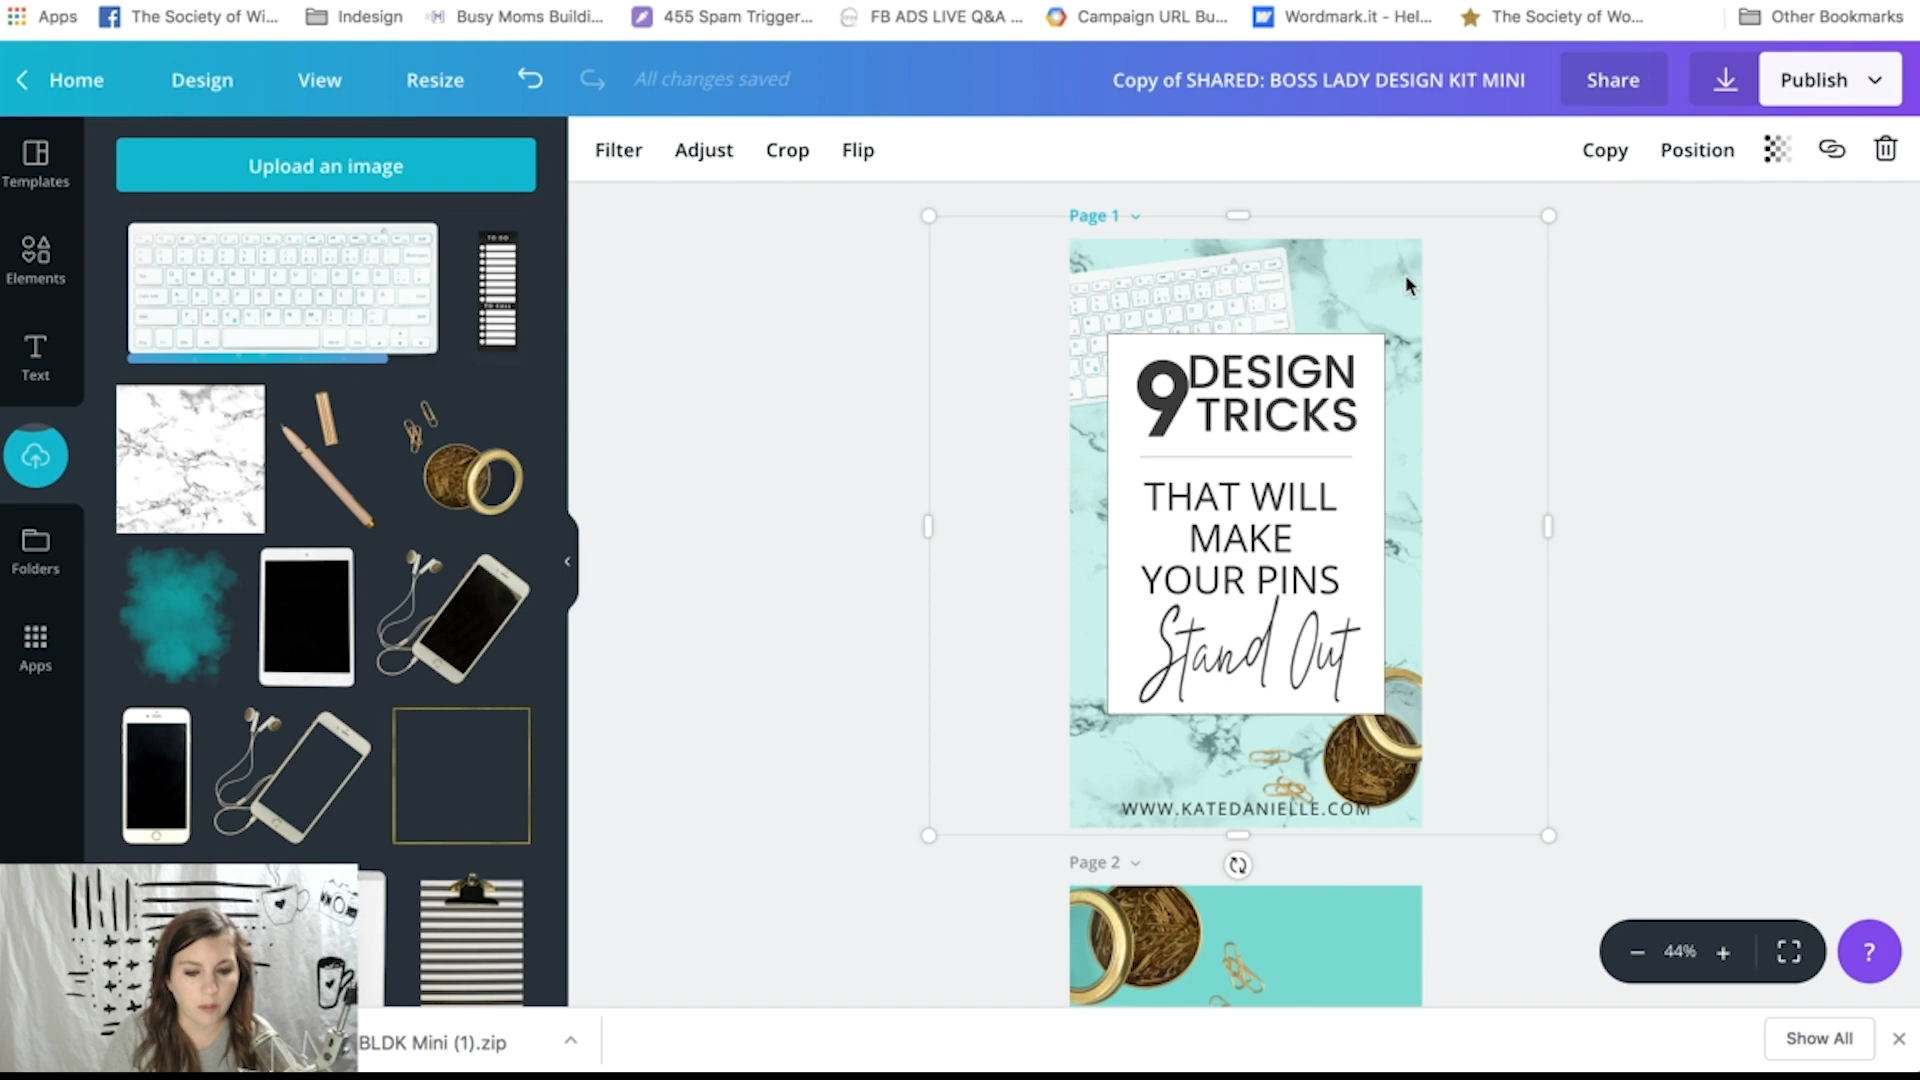 Apps
The Society of Wi...
Indesign
Busy Moms Buildi...
455 Spam Trigger...
FB ADS LIVE Q&A ...
Campaign URL Bu...
Wordmark.it - Hel...
The Society of Wo...
Other Bookmarks
Home
Design
View
Resize
All changes saved
Copy of SHARED: BOSS LADY DESIGN KIT MINI
Share
Publish
Templates
Elements
Text
Folders
Apps
Upload an image
TO DO
TO CALL
Filter
Adjust
Crop
Flip
Copy
Position
Page 1
9 DESIGN
TRICKS
THAT WILL
MAKE
YOUR PINS
Stand Out
WWW.KATEDANIELLE.COM
Page 2
44%
?
BLDK Mini (1).zip
Show All